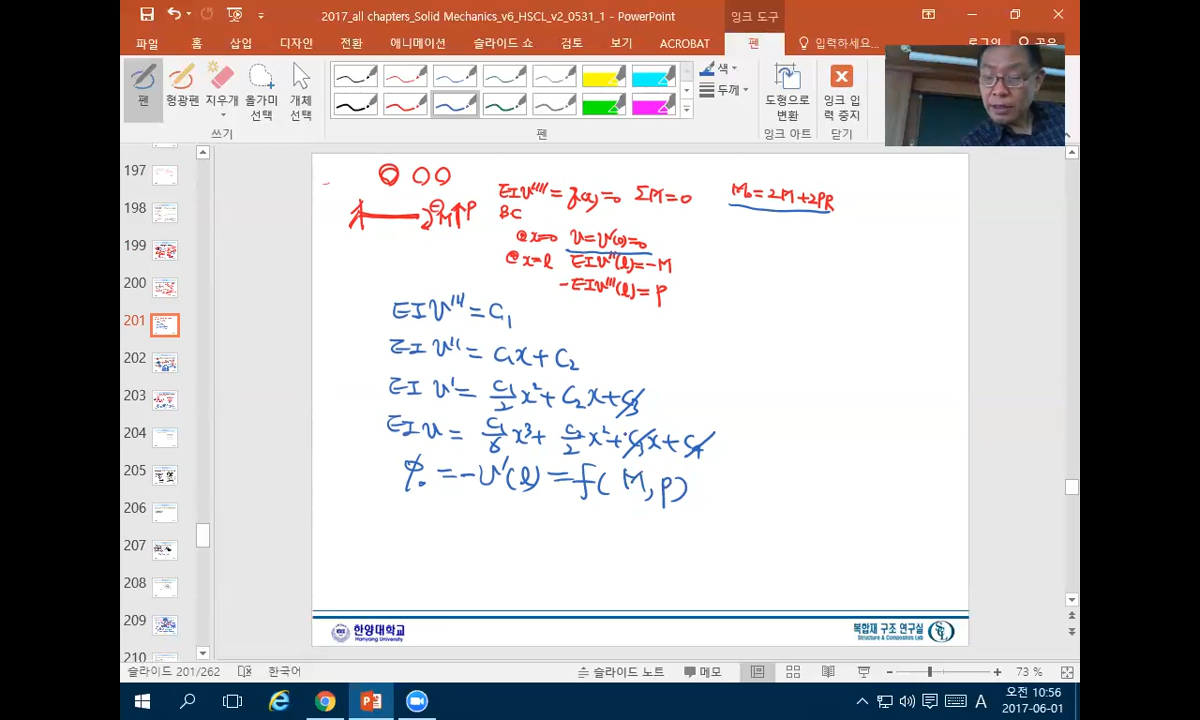 2017_all chapters_Solid Mechanics_v6_HSCL_v2_0531_1 - PowerPoint
잉크 도구
파일 홈 삽입 디자인 전환 애니메이션 슬라이드 쇼 검토 보기 ACROBAT 펜 입력하세요... 로그인 공유
펜 형광펜 지우개 올가미 선택 개체 선택
색
두께
도형으로 변환
잉크 입력 중지
쓰기 펜 잉크 아트 닫기
197
198
199
200
201
202
203
204
205
206
207
208
209
210
M P
EIv'''' = q(x) = 0 ΣM = 0 M₀ = 2M + 2PR
BC
@x=0 v = v'(0) = 0
@x=l EIv''(l) = -M
-EIv'''(l) = P
EIv''' = C₁
EIv'' = C₁x + C₂
EIv' = C₁/2 x² + C₂x + C₃
EIv = C₁/6 x³ + C₂/2 x² + C₃x + C₄
φ₀ = -v'(l) = f(M, P)
한양대학교
Hanyang University
복합재 구조 연구실
Structure & Composites Lab
슬라이드 201/262 한국어 슬라이드 노트 메모 73 %
A 오전 10:56
2017-06-01